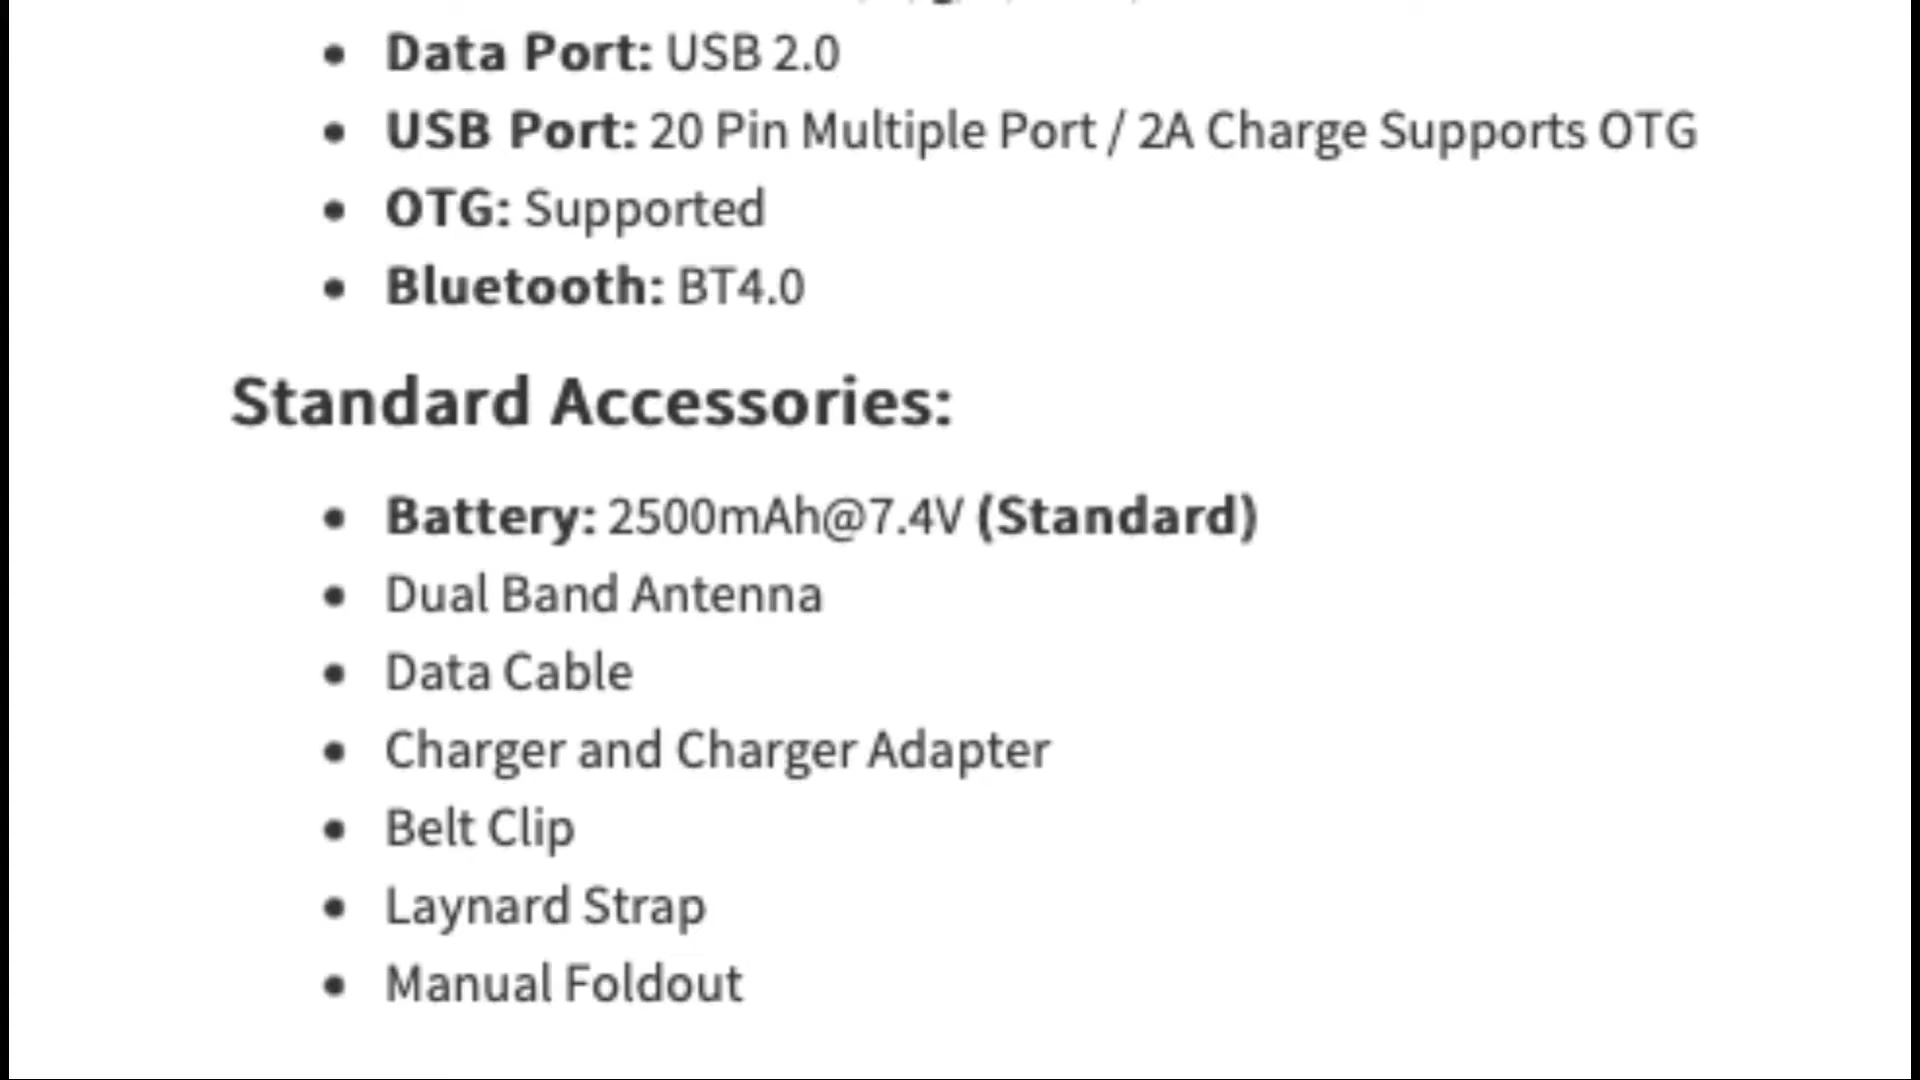 Data Port: USB 2.0
USB Port: 20 Pin Multiple Port / 2A Charge Supports OTG
OTG: Supported
Bluetooth: BT4.0
Standard Accessories:
Battery: 2500mAh@7.4V (Standard)
Dual Band Antenna
Data Cable
Charger and Charger Adapter
Belt Clip
Laynard Strap
Manual Foldout